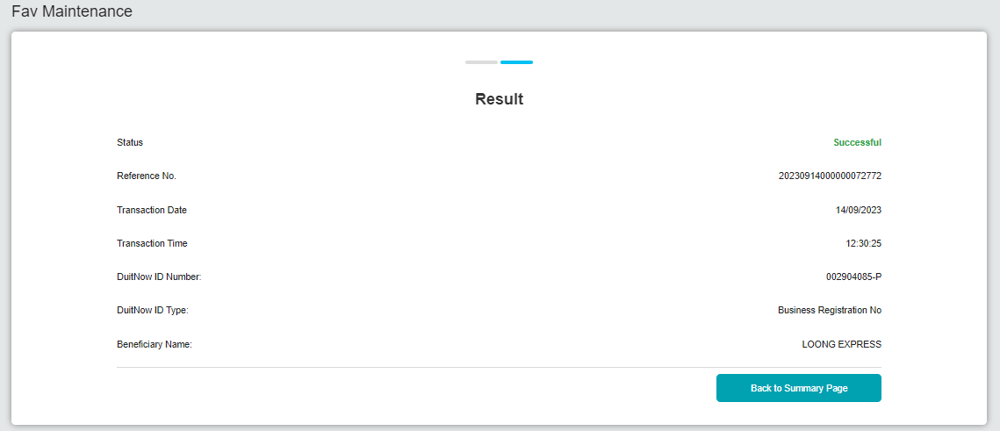 Fav Maintenance
Result
Status Successful
Reference No. 20230914000000072772
Transaction Date 14/09/2023
Transaction Time 12:30:25
DuitNow ID Number: 002904085-P
DuitNow ID Type: Business Registration No
Beneficiary Name: LOONG EXPRESS
Back to Summary Page